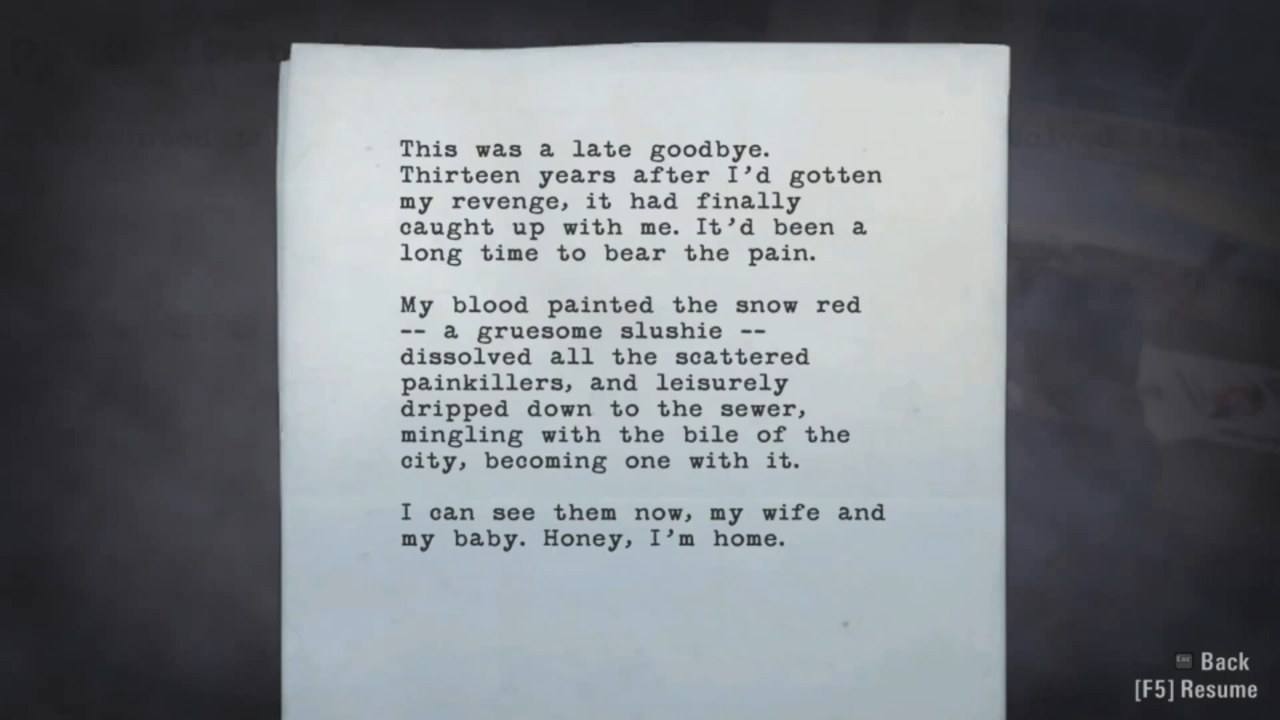 This was a late goodbye.
Thirteen years after I'd gotten
my revenge, it had finally
caught up with me. It'd been a
long time to bear the pain.
My blood painted the snow red
-- a gruesome slushie --
dissolved all the scattered
painkillers, and leisurely
dripped down to the sewer,
mingling with the bile of the
city, becoming one with it.
I can see them now, my wife and
my baby. Honey, I'm home.
Esc Back
[F5] Resume